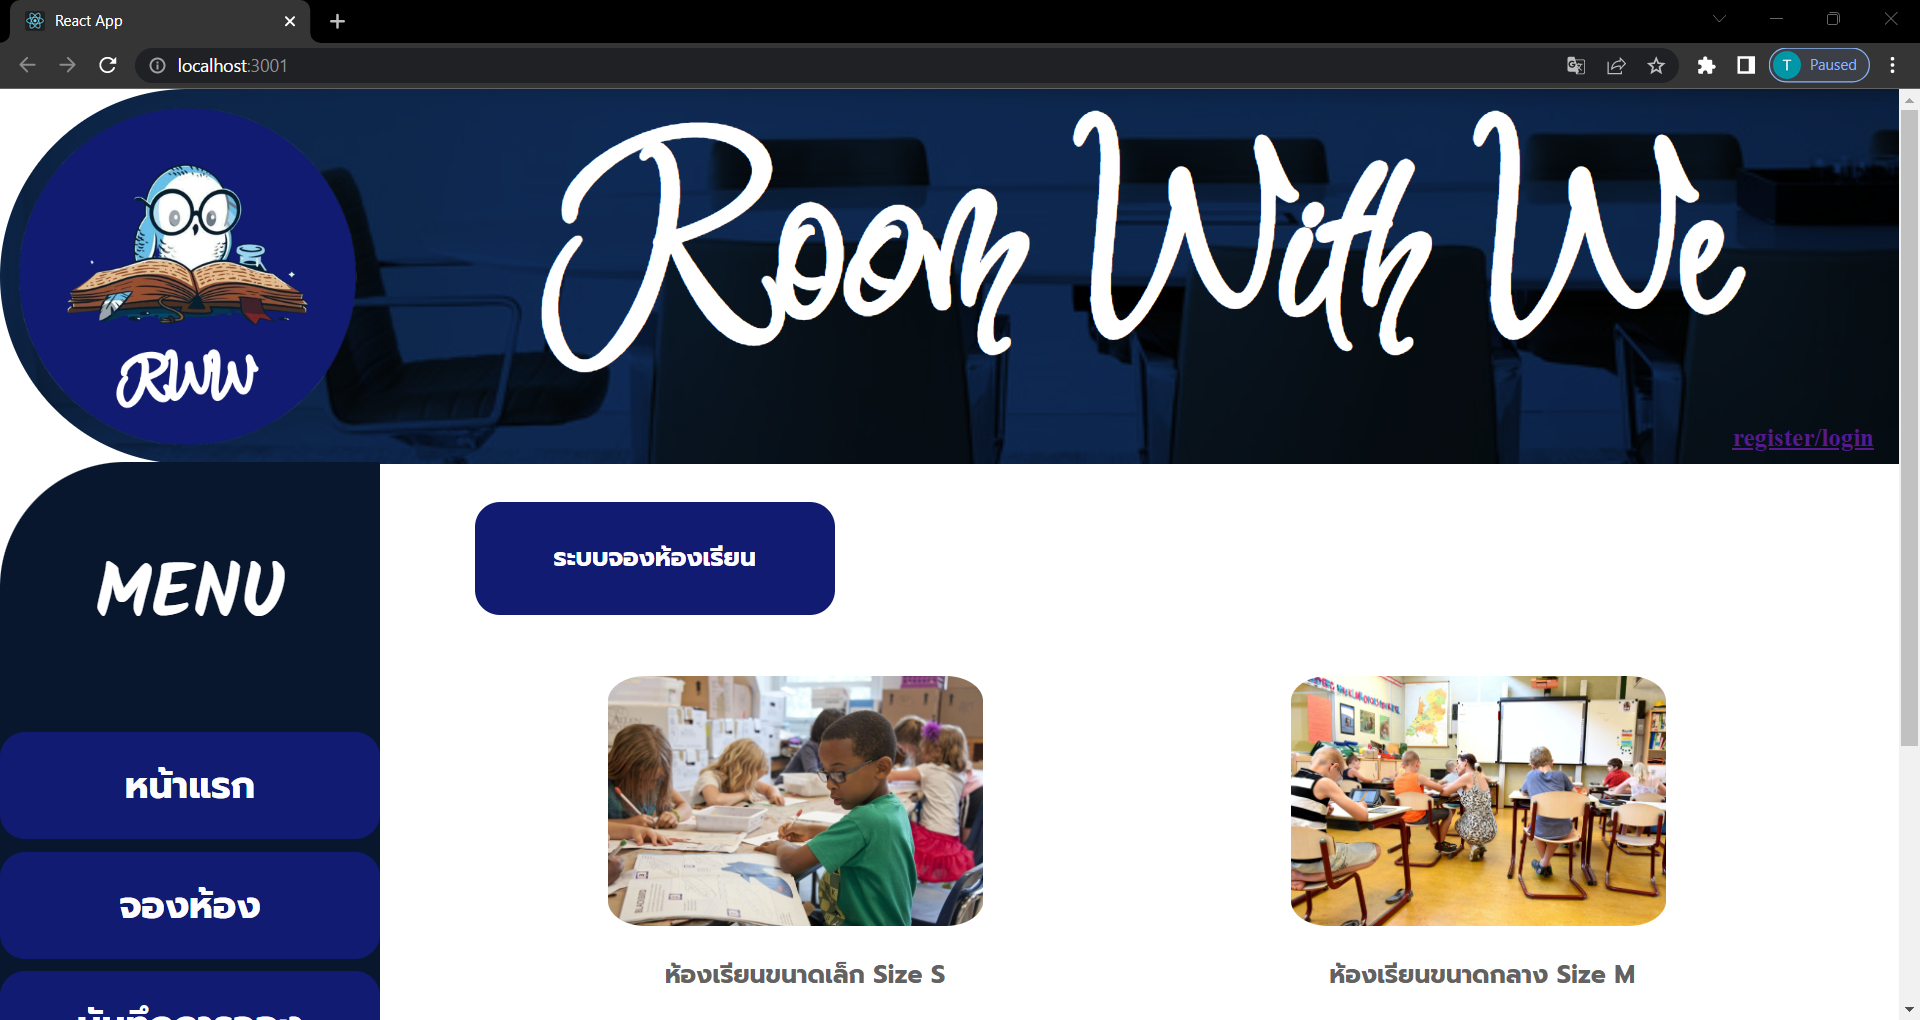 React App
localhost:3001
Paused
T
Room With We
RWW
register/login
MENU
ระบบจองห้องเรียน
หน้าแรก
จองห้อง
ห้องเรียนขนาดเล็ก Size S
ห้องเรียนขนาดกลาง Size M